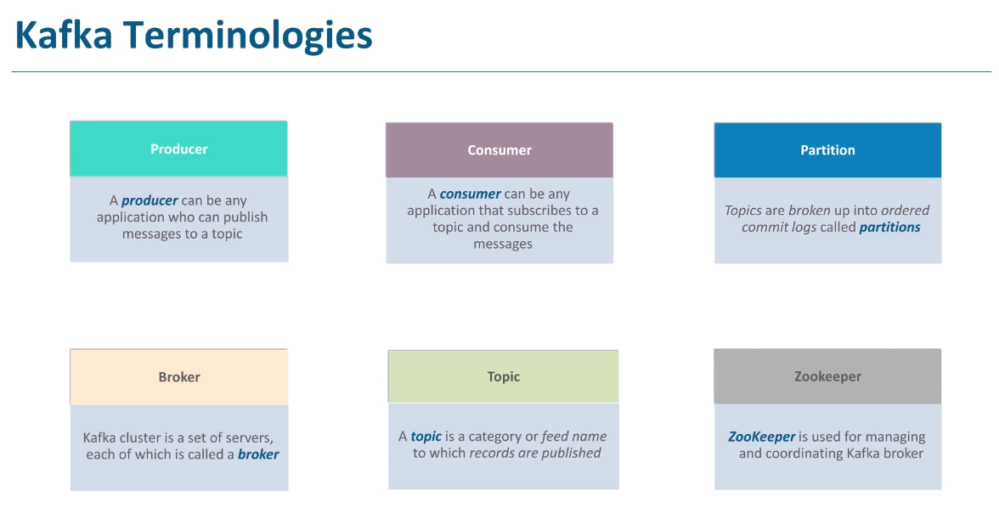 Kafka Terminologies
Producer
A producer can be any
application who can publish
messages to a topic
Consumer
A consumer can be any
application that subscribes to a
topic and consume the
messages
Partition
Topics are broken up into ordered
commit logs called partitions
Broker
Kafka cluster is a set of servers,
each of which is called a broker
Topic
A topic is a category or feed name
to which records are published
Zookeeper
ZooKeeper is used for managing
and coordinating Kafka broker